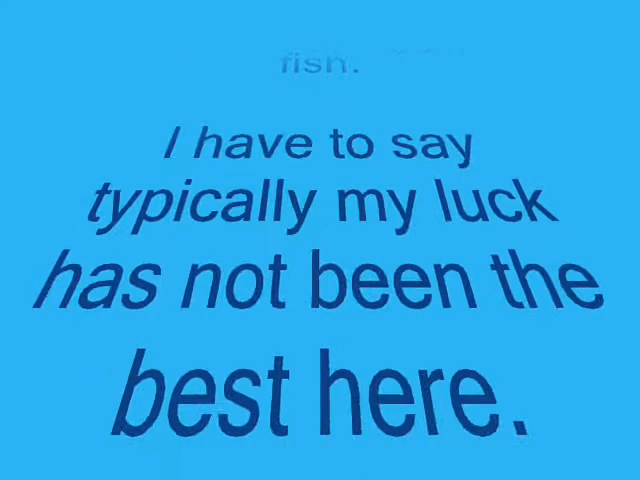 fish.
I have to say
typically my luck
has not been the
best here.